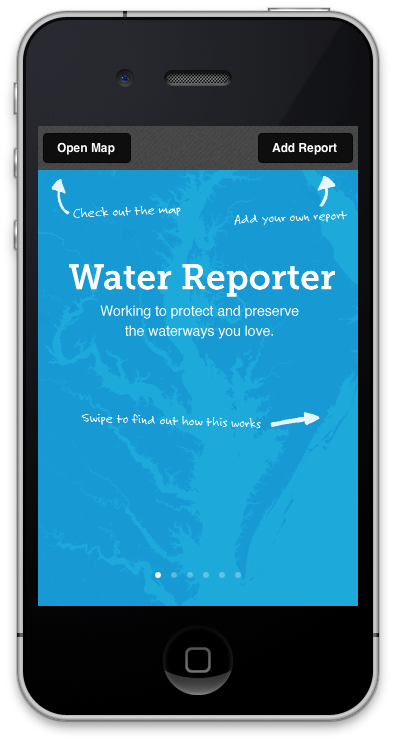 Open Map
Add Report
Check out the map
Add your own report
Water Reporter
Working to protect and preserve
the waterways you love.
Swipe to find out how this works